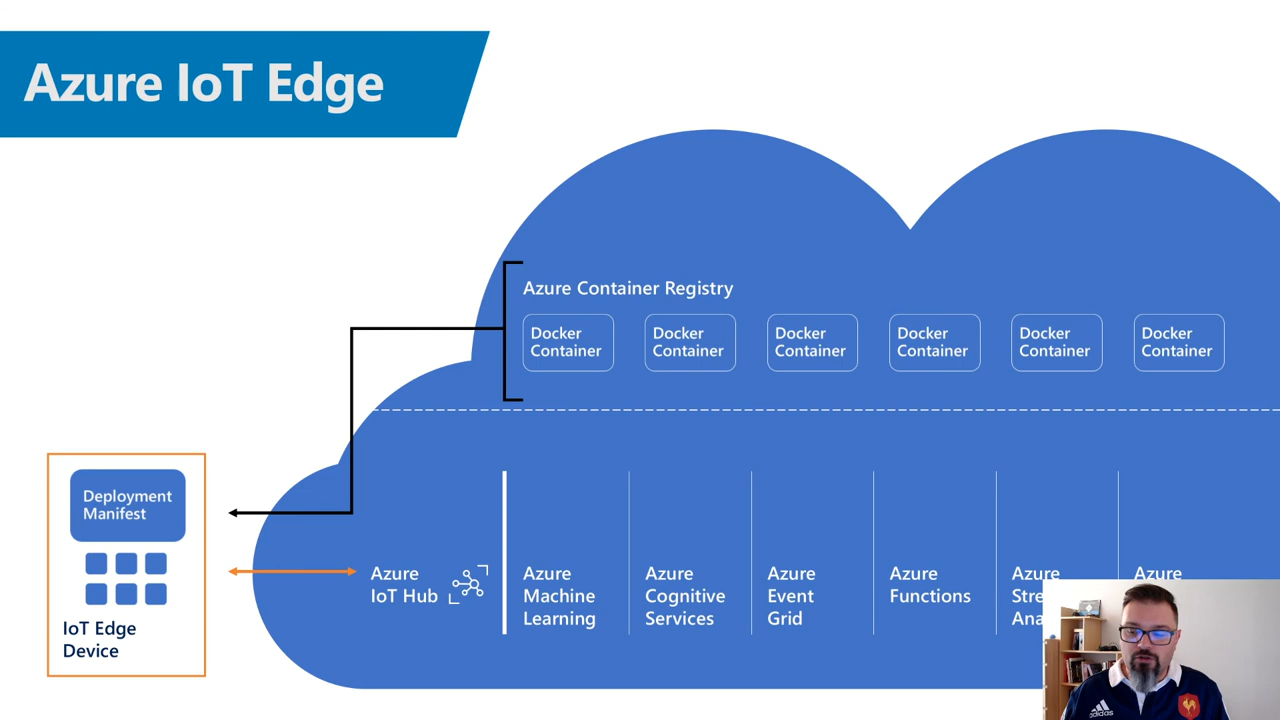 Azure IoT Edge
Azure Container Registry
Docker
Container
Docker
Container
Docker
Container
Docker
Container
Docker
Container
Docker
Container
Deployment
Manifest
IoT Edge
Device
Azure
IoT Hub
Azure
Machine
Learning
Azure
Cognitive
Services
Azure
Event
Grid
Azure
Functions
Azure
Azure
adidas